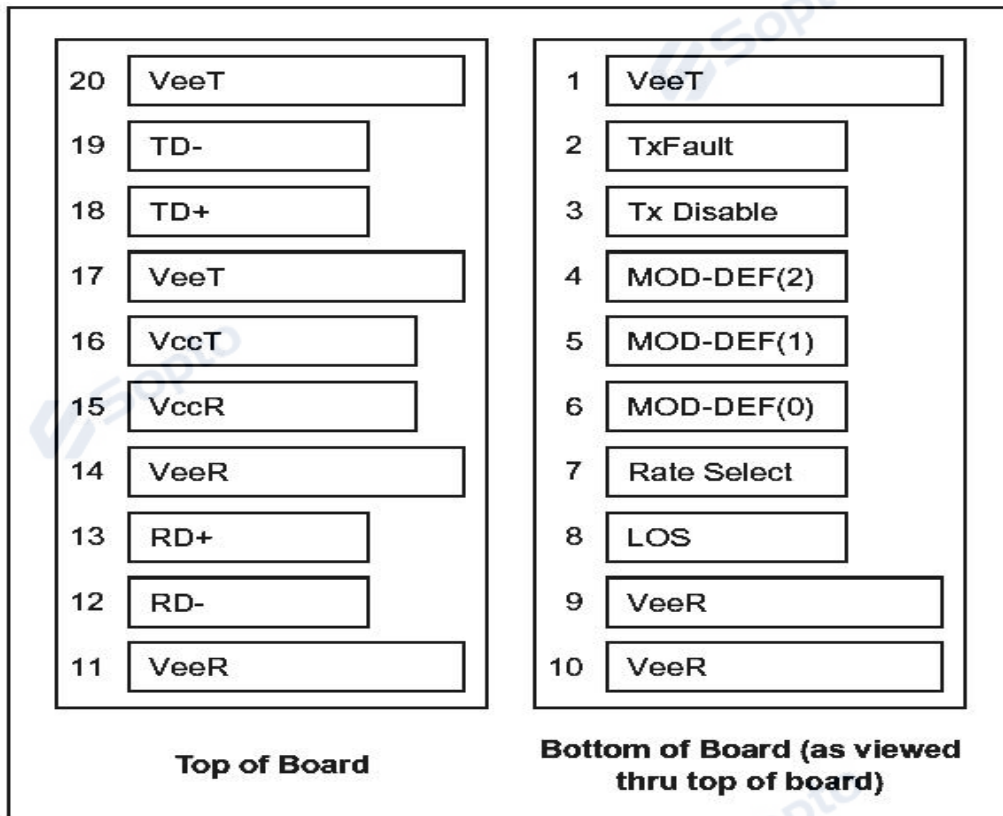 Sopto
20 VeeT
19 TD-
18 TD+
17 VeeT
16 VccT
15 VccR
14 VeeR
13 RD+
12 RD-
11 VeeR
Top of Board
1 VeeT
2 TxFault
3 Tx Disable
4 MOD-DEF(2)
5 MOD-DEF(1)
6 MOD-DEF(0)
7 Rate Select
8 LOS
9 VeeR
10 VeeR
Bottom of Board (as viewed
thru top of board)
Sopto
Sopto